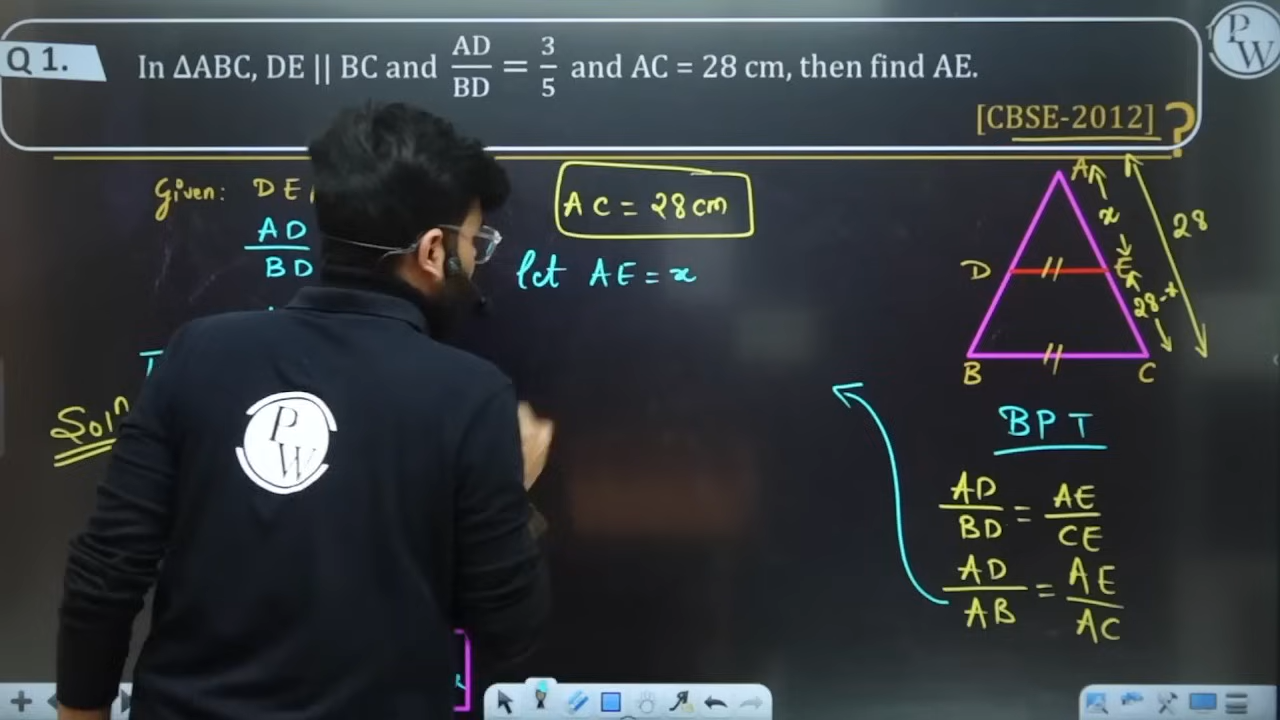 Q 1.
In ΔABC, DE || BC and AD/BD = 3/5 and AC = 28 cm, then find AE.
[CBSE-2012]
?
PW
Given: DE
AD
BD
AC = 28 cm
let AE = x
Soln
PW
A
x
28
D
E
28-x
B
C
BPT
AD/BD = AE/CE
AD/AB = AE/AC